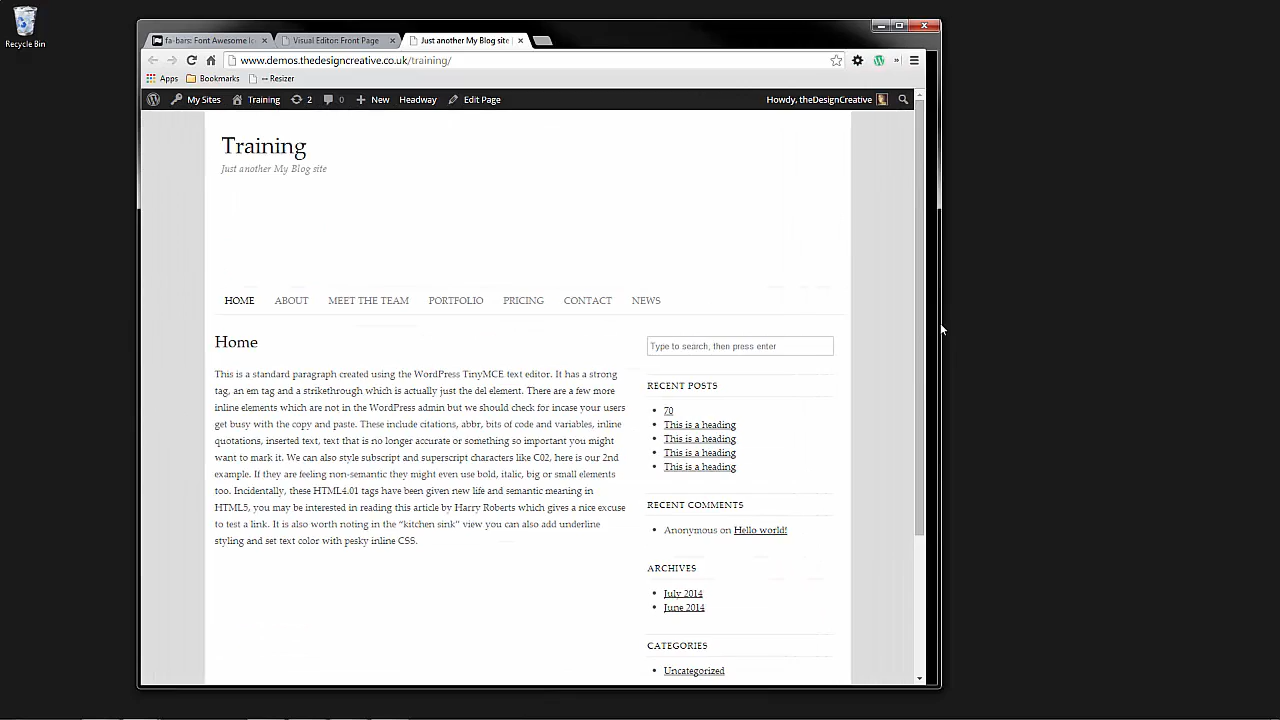 Recycle Bin
fa-bars: Font Awesome Ic
Visual Editor: Front Page
Just another My Blog site
www.demos.thedesigncreative.co.uk/training/
Apps
Bookmarks
-- Resizer
»
My Sites
Training
2
0
+ New
Headway
Edit Page
Howdy, theDesignCreative
Training
Just another My Blog site
HOME ABOUT MEET THE TEAM PORTFOLIO PRICING CONTACT NEWS
Home
This is a standard paragraph created using the WordPress TinyMCE text editor. It has a strong
tag, an em tag and a strikethrough which is actually just the del element. There are a few more
inline elements which are not in the WordPress admin but we should check for incase your users
get busy with the copy and paste. These include citations, abbr, bits of code and variables, inline
quotations, inserted text, text that is no longer accurate or something so important you might
want to mark it. We can also style subscript and superscript characters like C02, here is our 2nd
example. If they are feeling non-semantic they might even use bold, italic, big or small elements
too. Incidentally, these HTML4.01 tags have been given new life and semantic meaning in
HTML5, you may be interested in reading this article by Harry Roberts which gives a nice excuse
to test a link. It is also worth noting in the “kitchen sink” view you can also add underline
styling and set text color with pesky inline CSS.
Type to search, then press enter
RECENT POSTS
70
This is a heading
This is a heading
This is a heading
This is a heading
RECENT COMMENTS
Anonymous on Hello world!
ARCHIVES
July 2014
June 2014
CATEGORIES
Uncategorized